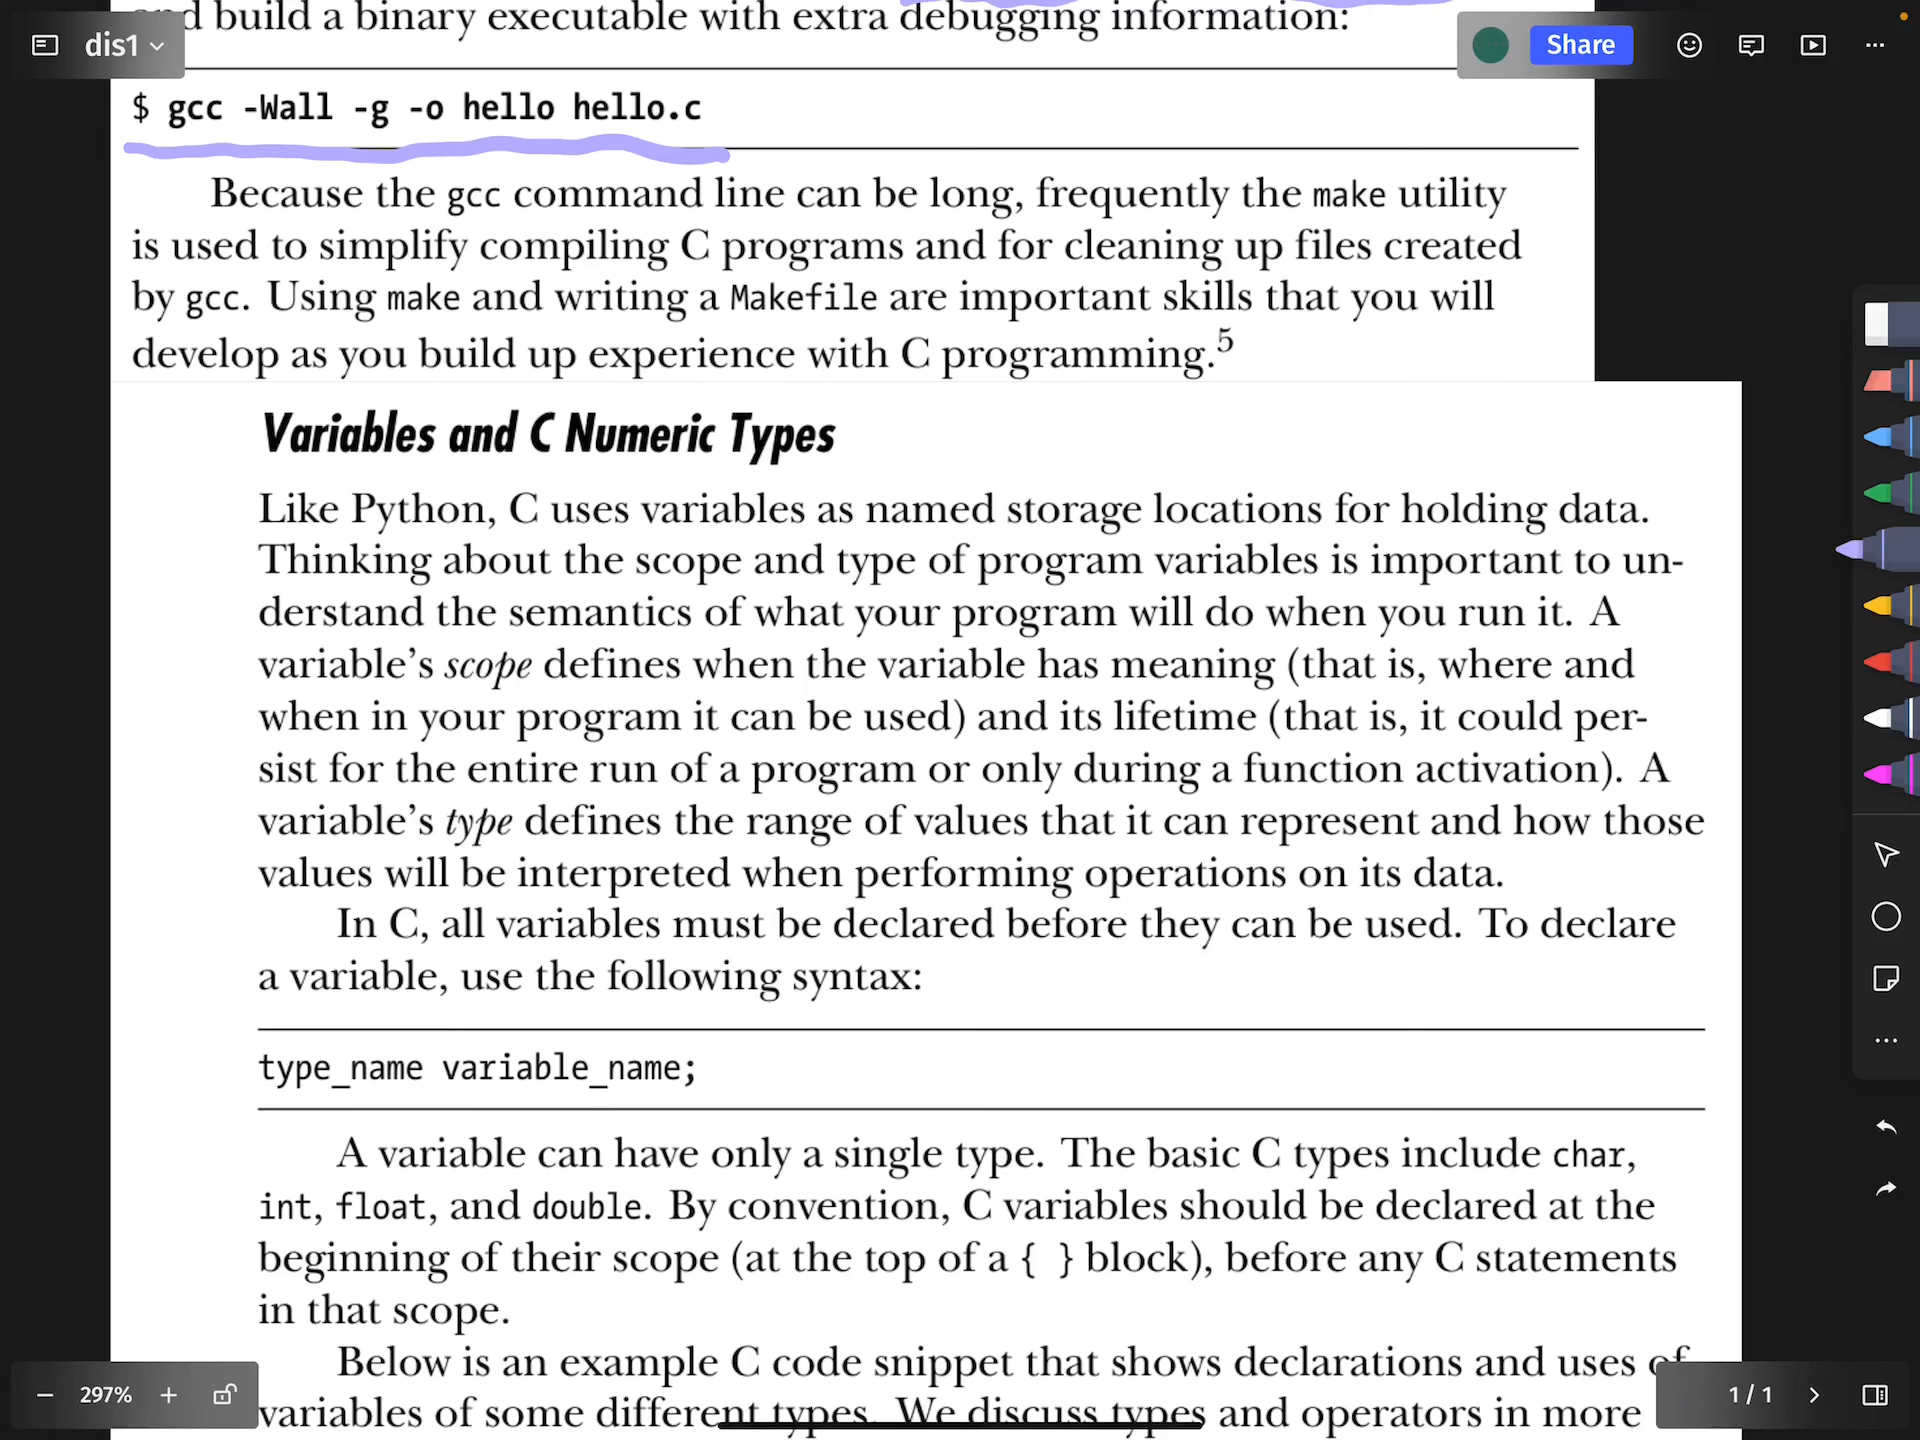 and build a binary executable with extra debugging information:
dis1
Share
$ gcc -Wall -g -o hello hello.c
Because the gcc command line can be long, frequently the make utility
is used to simplify compiling C programs and for cleaning up files created
by gcc. Using make and writing a Makefile are important skills that you will
develop as you build up experience with C programming.5
Variables and C Numeric Types
Like Python, C uses variables as named storage locations for holding data.
Thinking about the scope and type of program variables is important to un-
derstand the semantics of what your program will do when you run it. A
variable's scope defines when the variable has meaning (that is, where and
when in your program it can be used) and its lifetime (that is, it could per-
sist for the entire run of a program or only during a function activation). A
variable's type defines the range of values that it can represent and how those
values will be interpreted when performing operations on its data.
In C, all variables must be declared before they can be used. To declare
a variable, use the following syntax:
type_name variable_name;
A variable can have only a single type. The basic C types include char,
int, float, and double. By convention, C variables should be declared at the
beginning of their scope (at the top of a { } block), before any C statements
in that scope.
Below is an example C code snippet that shows declarations and uses of
variables of some different types. We discuss types and operators in more
297%
1 / 1